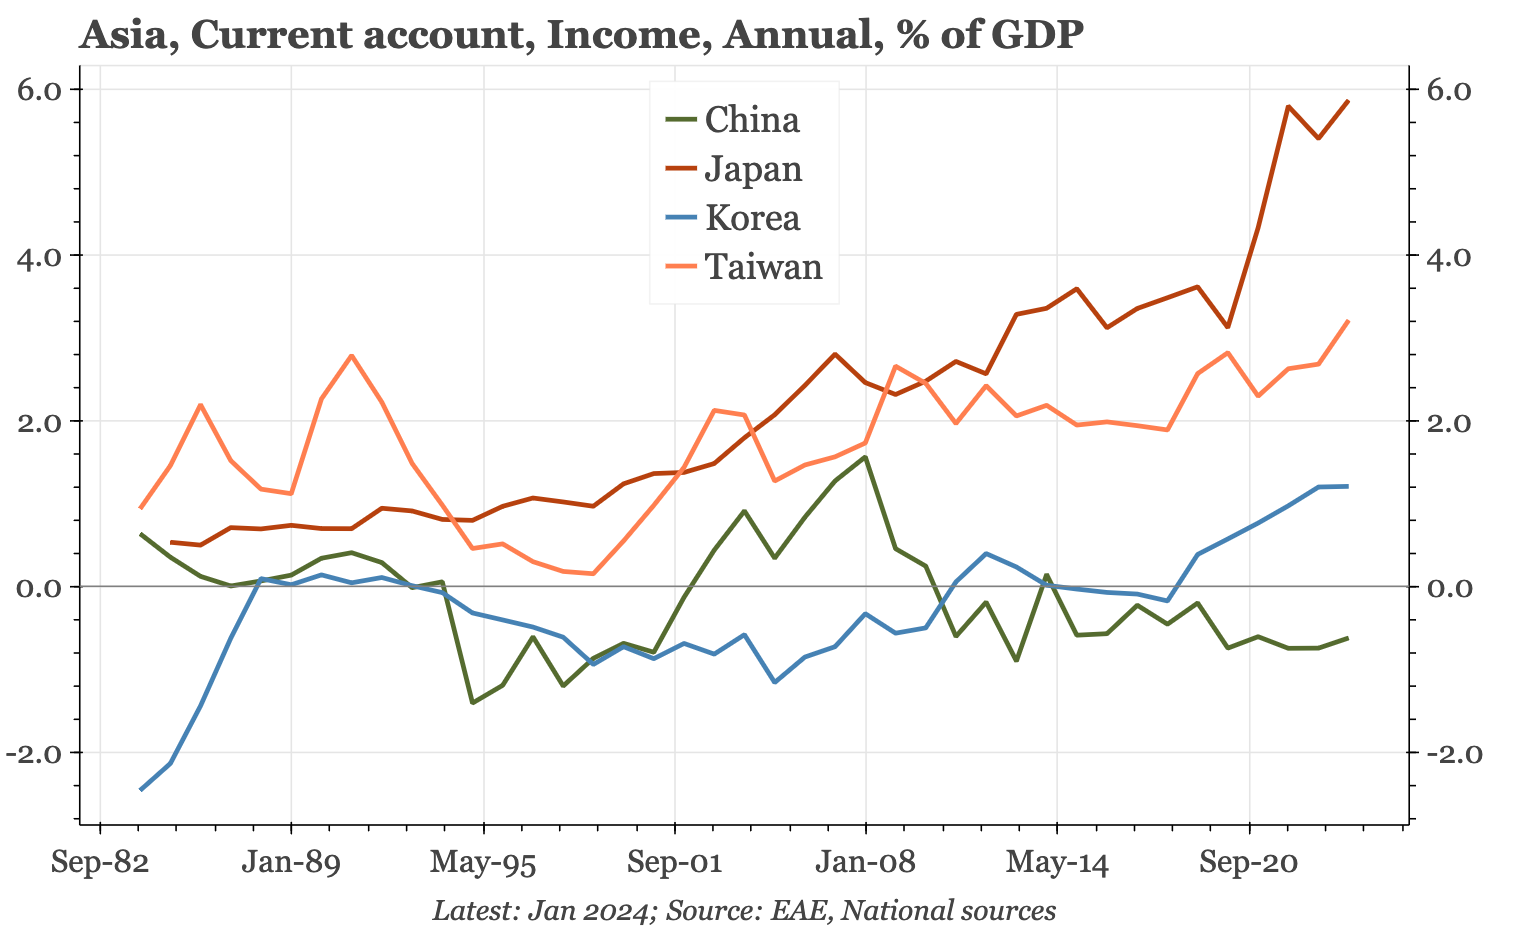 Asia, Current account, Income, Annual, % of GDP
6.0
6.0
China
Japan
Korea
Taiwan
4.0
4.0
2.0
2.0
0.0
0.0
-2.0
-2.0
Sep-82 Jan-89 May-95 Sep-01 Jan-08 May-14 Sep-20
Latest: Jan 2024; Source: EAE, National sources